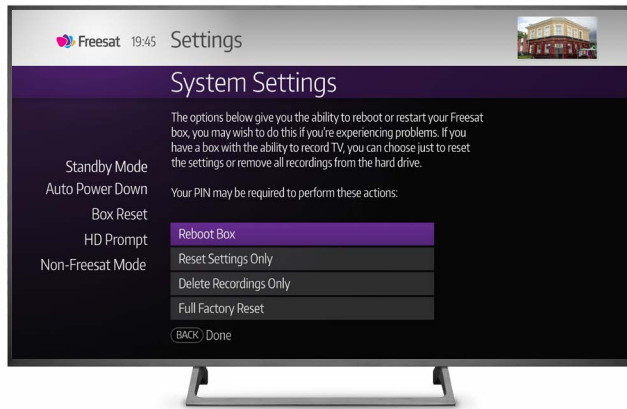 Freesat 19:45 Settings
System Settings
The options below give you the ability to reboot or restart your Freesat
box, you may wish to do this if you're experiencing problems. If you
have a box with the ability to record TV, you can choose just to reset
the settings or remove all recordings from the hard drive.
Your PIN may be required to perform these actions:
Standby Mode
Auto Power Down
Box Reset
HD Prompt
Non-Freesat Mode
Reboot Box
Reset Settings Only
Delete Recordings Only
Full Factory Reset
BACK Done